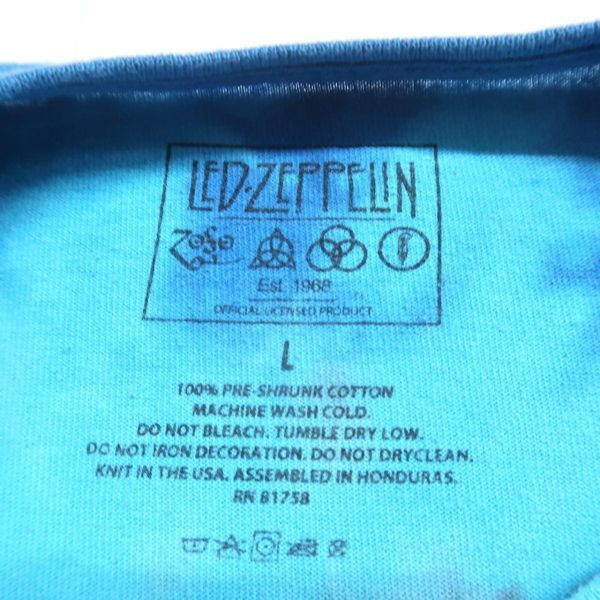 LED·ZEPPELIN
ZoSo
Est. 1968
OFFICIAL LICENSED PRODUCT
L
100% PRE-SHRUNK COTTON
MACHINE WASH COLD.
DO NOT BLEACH. TUMBLE DRY LOW.
DO NOT IRON DECORATION. DO NOT DRYCLEAN.
KNIT IN THE USA. ASSEMBLED IN HONDURAS.
RN 81758